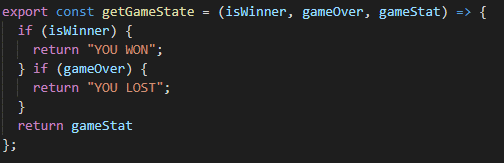 export const getGameState = (isWinner, gameOver, gameStat) => {
  if (isWinner) {
    return "YOU WON";
  } if (gameOver) {
    return "YOU LOST";
  }
  return gameStat
};